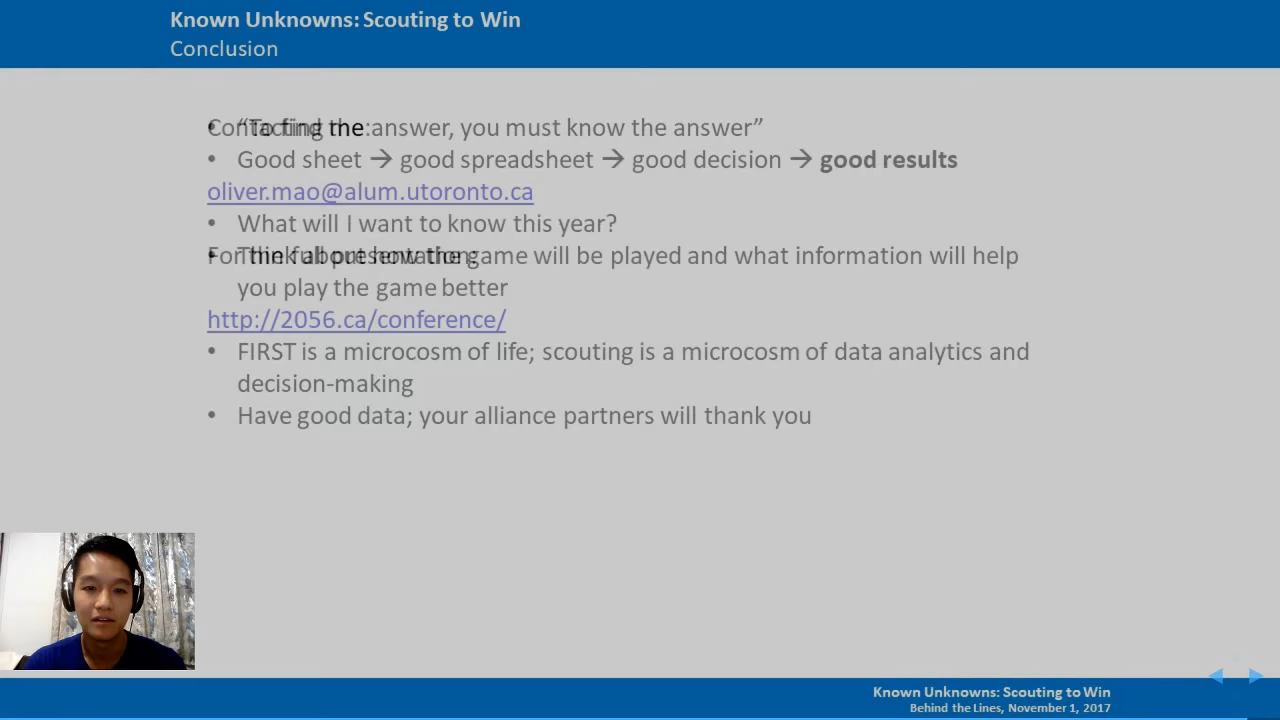 Known Unknowns: Scouting to Win
Conclusion
Contacting me:
• “To find the answer, you must know the answer”
• Good sheet → good spreadsheet → good decision → good results
oliver.mao@alum.utoronto.ca
• What will I want to know this year?
For the full presentation:
• Think about how the game will be played and what information will help
you play the game better
http://2056.ca/conference/
• FIRST is a microcosm of life; scouting is a microcosm of data analytics and
decision-making
• Have good data; your alliance partners will thank you
Known Unknowns: Scouting to Win
Behind the Lines, November 1, 2017